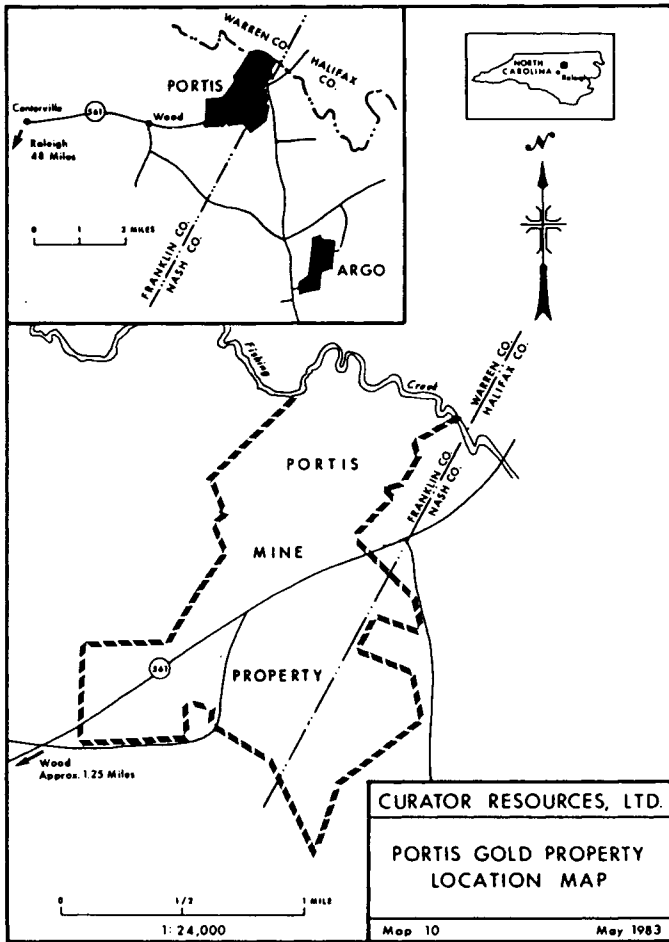 WARREN CO.
HALIFAX
CO.
PORTIS
Centerville
561
Wood
Raleigh
48 Miles
0 1 2 MILES
FRANKLIN CO.
NASH CO.
ARGO
NORTH
CAROLINA
Raleigh
N
Fishing
Creek
WARREN CO.
HALIFAX CO.
PORTIS
FRANKLIN CO.
NASH CO.
MINE
561
PROPERTY
Wood
Approx. 1.25 Miles
0 1/2 1 MILE
1:24,000
CURATOR RESOURCES, LTD.
PORTIS GOLD PROPERTY
LOCATION MAP
Map 10 May 1983